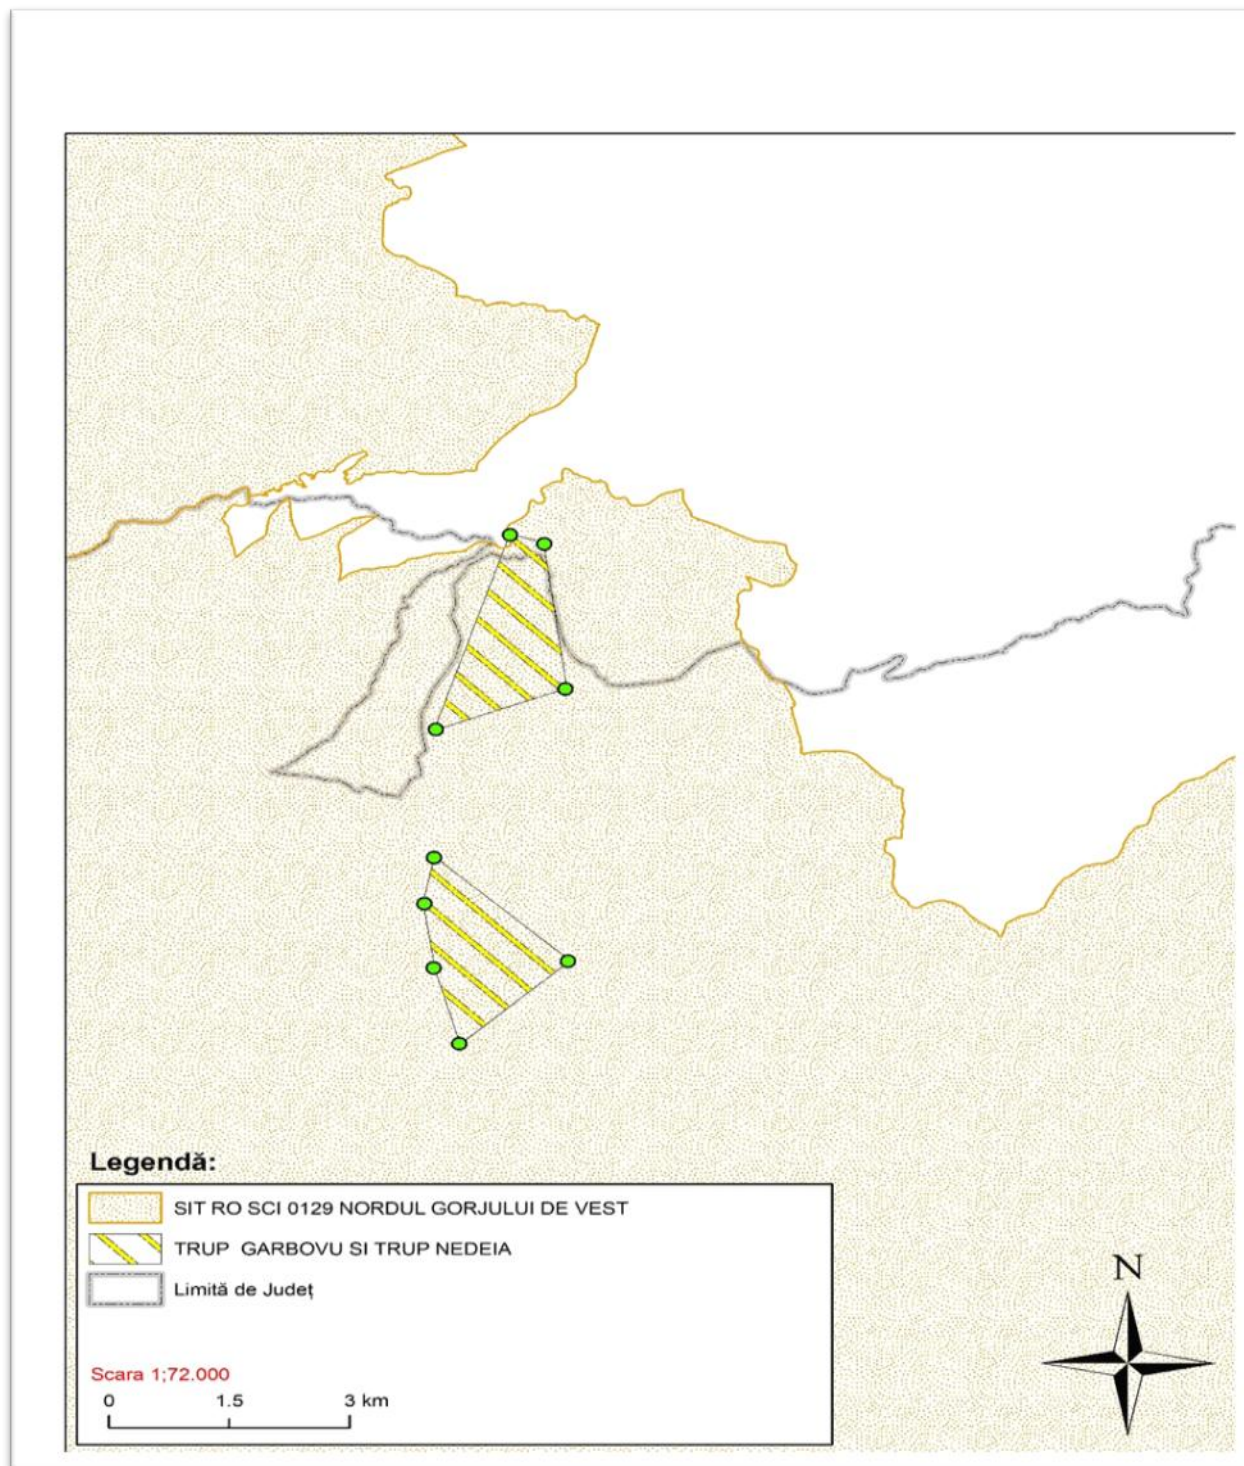 Legendă:
SIT RO SCI 0129 NORDUL GORJULUI DE VEST
TRUP GARBOVU SI TRUP NEDEIA
Limită de Județ
N
Scara 1;72.000
0 1.5 3 km